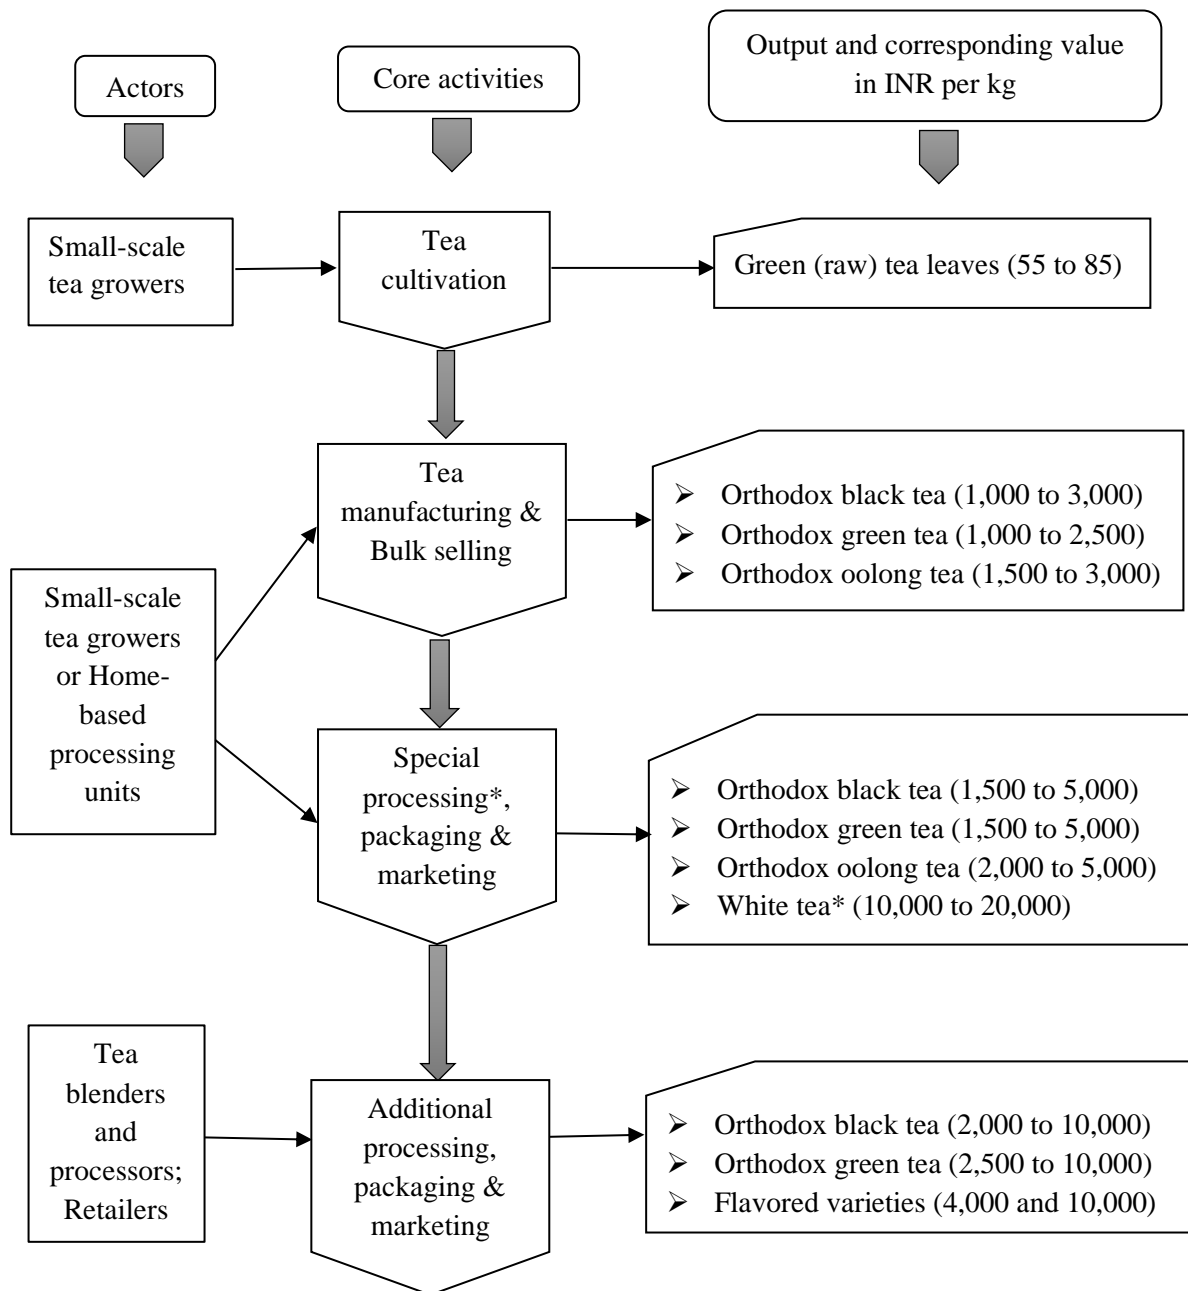 Actors
Core activities
Output and corresponding value
in INR per kg
Small-scale
tea growers
Tea
cultivation
Green (raw) tea leaves (55 to 85)
Tea
manufacturing &
Bulk selling
➢ Orthodox black tea (1,000 to 3,000)
➢ Orthodox green tea (1,000 to 2,500)
➢ Orthodox oolong tea (1,500 to 3,000)
Small-scale
tea growers
or Home-
based
processing
units
Special
processing*,
packaging &
marketing
➢ Orthodox black tea (1,500 to 5,000)
➢ Orthodox green tea (1,500 to 5,000)
➢ Orthodox oolong tea (2,000 to 5,000)
➢ White tea* (10,000 to 20,000)
Tea
blenders
and
processors;
Retailers
Additional
processing,
packaging &
marketing
➢ Orthodox black tea (2,000 to 10,000)
➢ Orthodox green tea (2,500 to 10,000)
➢ Flavored varieties (4,000 and 10,000)